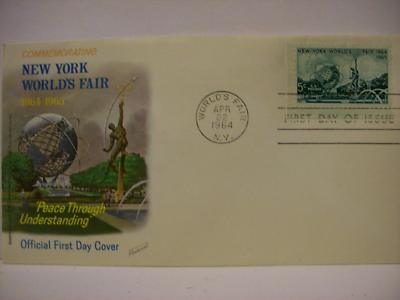 COMMEMORATING
NEW YORK
WORLD'S FAIR
1964-1965
"Peace Through
Understanding"
Official First Day Cover
WORLD'S FAIR
APR
22
1964
N.Y.
NEW YORK WORLD'S FAIR 1964
1965
5¢
FIRST DAY OF ISSUE